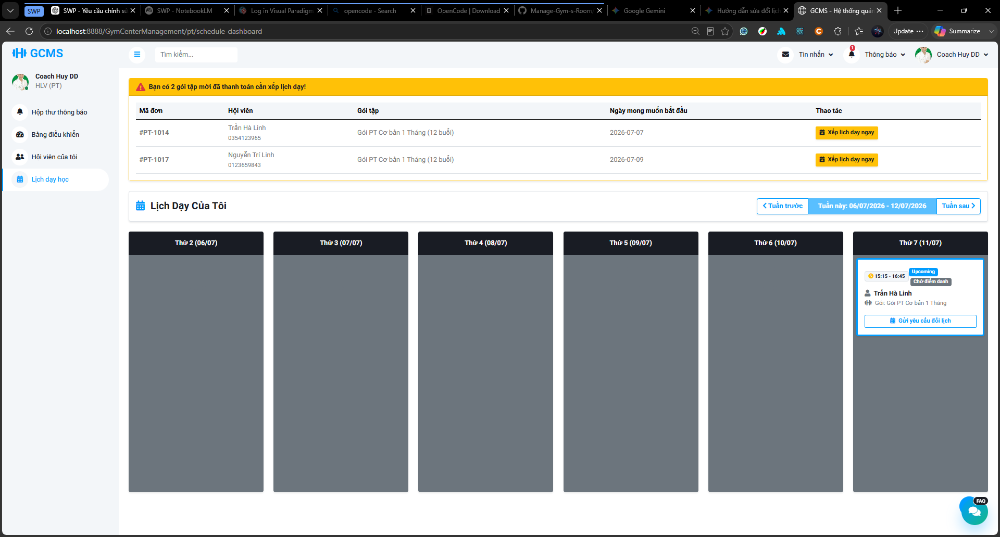 SWP
SWP - Yêu cầu chỉnh sử
SWP - NotebookLM
Log in Visual Paradigm
opencode - Search
OpenCode | Download
Manage-Gym-s-Room/
Google Gemini
Hướng dẫn sửa đổi lịch
GCMS - Hệ thống quản
localhost:8888/GymCenterManagement/pt/schedule-dashboard
Update
Summarize
GCMS
Tìm kiếm...
Tin nhắn
1
Thông báo
Coach Huy DD
Coach Huy DD
HLV (PT)
Hộp thư thông báo
Bảng điều khiển
Hội viên của tôi
Lịch dạy học
Bạn có 2 gói tập mới đã thanh toán cần xếp lịch dạy!
Mã đơn Hội viên Gói tập Ngày mong muốn bắt đầu Thao tác
#PT-1014 Trần Hà Linh 0354123965 Gói PT Cơ bản 1 Tháng (12 buổi) 2026-07-07 Xếp lịch dạy ngay
#PT-1017 Nguyễn Trí Linh 0123659843 Gói PT Cơ bản 1 Tháng (12 buổi) 2026-07-09 Xếp lịch dạy ngay
Lịch Dạy Của Tôi
Tuần trước
Tuần này: 06/07/2026 - 12/07/2026
Tuần sau
Thứ 2 (06/07)
Thứ 3 (07/07)
Thứ 4 (08/07)
Thứ 5 (09/07)
Thứ 6 (10/07)
Thứ 7 (11/07)
15:15 - 16:45
Upcoming
Chờ điểm danh
Trần Hà Linh
Gói: Gói PT Cơ bản 1 Tháng
Gửi yêu cầu đổi lịch
FAQ